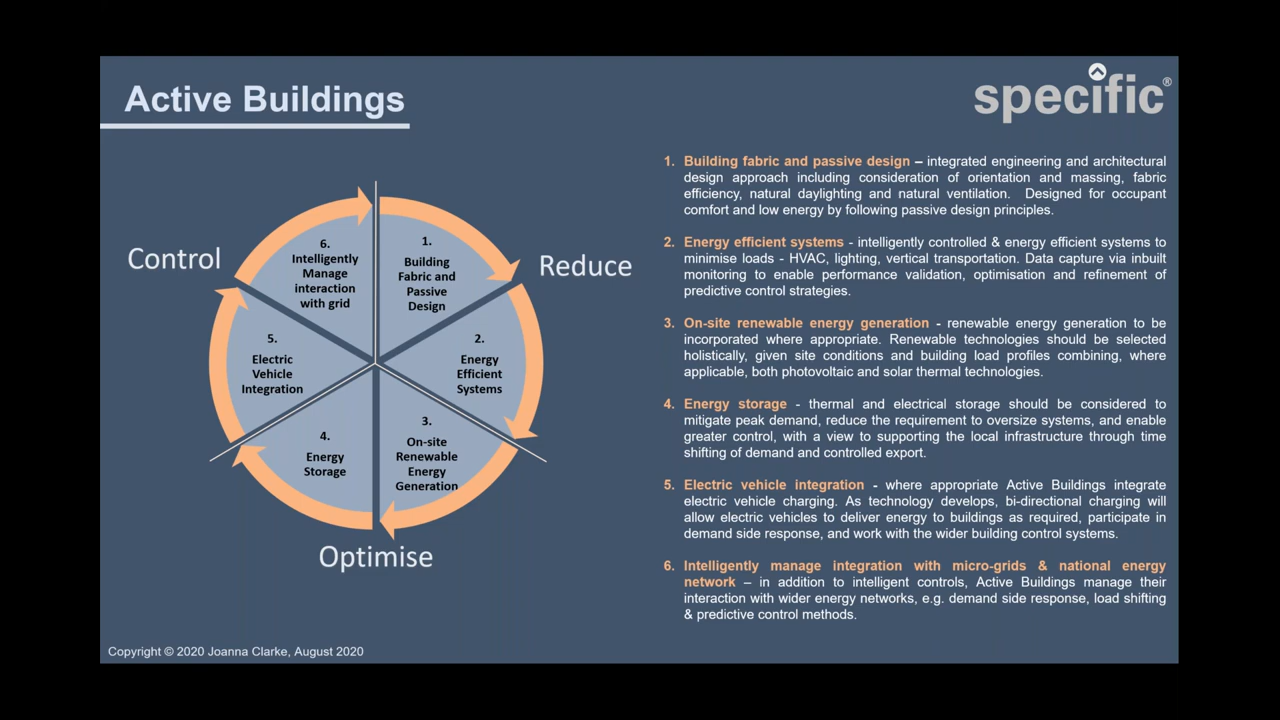 Active Buildings
specific®
Control
Reduce
Optimise
1.
Building
Fabric and
Passive
Design
2.
Energy
Efficient
Systems
3.
On-site
Renewable
Energy
Generation
4.
Energy
Storage
5.
Electric
Vehicle
Integration
6.
Intelligently
Manage
interaction
with grid
1. Building fabric and passive design – integrated engineering and architectural
design approach including consideration of orientation and massing, fabric
efficiency, natural daylighting and natural ventilation. Designed for occupant
comfort and low energy by following passive design principles.
2. Energy efficient systems - intelligently controlled & energy efficient systems to
minimise loads - HVAC, lighting, vertical transportation. Data capture via inbuilt
monitoring to enable performance validation, optimisation and refinement of
predictive control strategies.
3. On-site renewable energy generation - renewable energy generation to be
incorporated where appropriate. Renewable technologies should be selected
holistically, given site conditions and building load profiles combining, where
applicable, both photovoltaic and solar thermal technologies.
4. Energy storage - thermal and electrical storage should be considered to
mitigate peak demand, reduce the requirement to oversize systems, and enable
greater control, with a view to supporting the local infrastructure through time
shifting of demand and controlled export.
5. Electric vehicle integration - where appropriate Active Buildings integrate
electric vehicle charging. As technology develops, bi-directional charging will
allow electric vehicles to deliver energy to buildings as required, participate in
demand side response, and work with the wider building control systems.
6. Intelligently manage integration with micro-grids & national energy
network – in addition to intelligent controls, Active Buildings manage their
interaction with wider energy networks, e.g. demand side response, load shifting
& predictive control methods.
Copyright © 2020 Joanna Clarke, August 2020